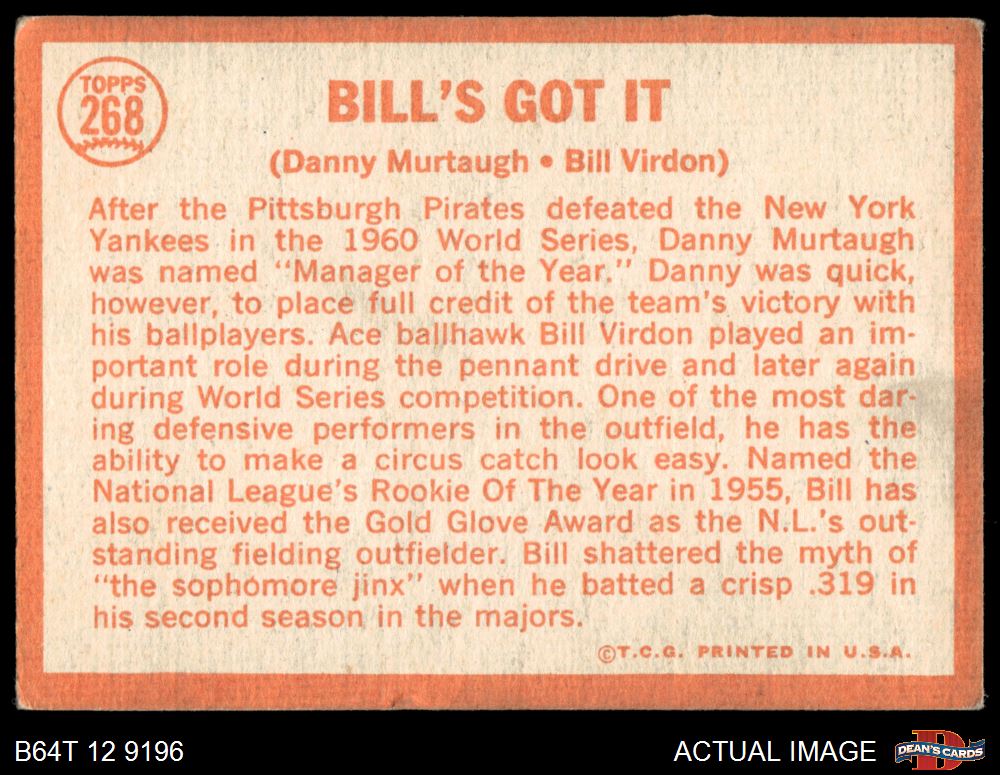 TOPPS
268
BILL'S GOT IT
(Danny Murtaugh • Bill Virdon)
After the Pittsburgh Pirates defeated the New York
Yankees in the 1960 World Series, Danny Murtaugh
was named "Manager of the Year." Danny was quick,
however, to place full credit of the team's victory with
his ballplayers. Ace ballhawk Bill Virdon played an im-
portant role during the pennant drive and later again
during World Series competition. One of the most dar-
ing defensive performers in the outfield, he has the
ability to make a circus catch look easy. Named the
National League's Rookie Of The Year in 1955, Bill has
also received the Gold Glove Award as the N.L.'s out-
standing fielding outfielder. Bill shattered the myth of
"the sophomore jinx" when he batted a crisp .319 in
his second season in the majors.
©T.C.G. PRINTED IN U.S.A.
B64T 12 9196
ACTUAL IMAGE
D
DEAN'S CARDS